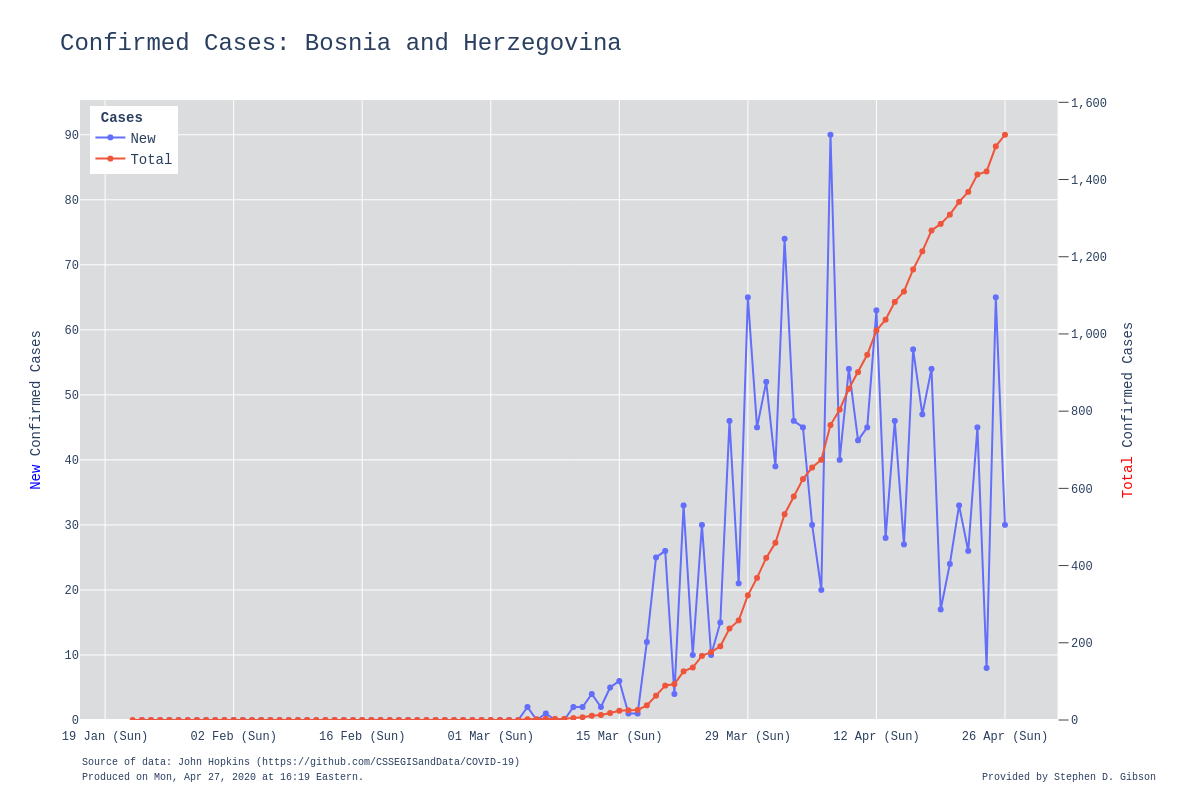 Confirmed Cases: Bosnia and Herzegovina
Cases
New
Total
90
80
70
60
50
40
30
20
10
0
New Confirmed Cases
1,600
1,400
1,200
1,000
800
600
400
200
0
Total Confirmed Cases
19 Jan (Sun) 02 Feb (Sun) 16 Feb (Sun) 01 Mar (Sun) 15 Mar (Sun) 29 Mar (Sun) 12 Apr (Sun) 26 Apr (Sun)
Source of data: John Hopkins (https://github.com/CSSEGISandData/COVID-19)
Produced on Mon, Apr 27, 2020 at 16:19 Eastern.
Provided by Stephen D. Gibson